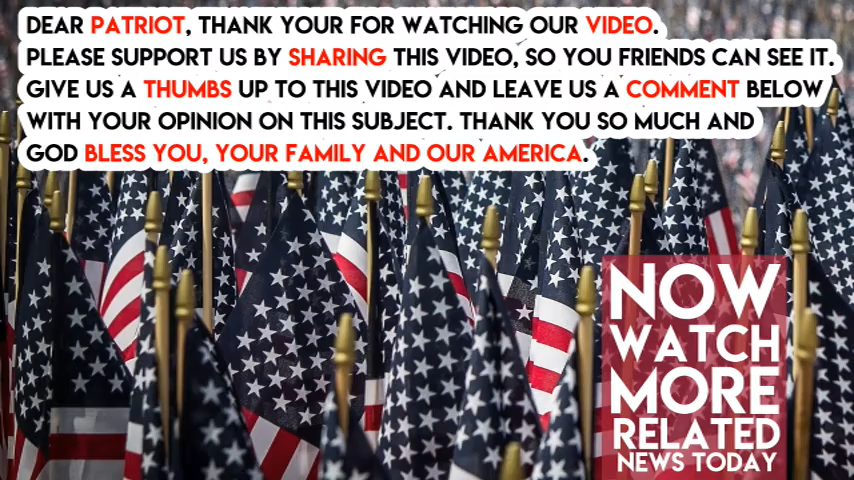 DEAR PATRIOT, THANK YOUR FOR WATCHING OUR VIDEO.
PLEASE SUPPORT US BY SHARING THIS VIDEO, SO YOU FRIENDS CAN SEE IT.
GIVE US A THUMBS UP TO THIS VIDEO AND LEAVE US A COMMENT BELOW
WITH YOUR OPINION ON THIS SUBJECT. THANK YOU SO MUCH AND
GOD BLESS YOU, YOUR FAMILY AND OUR AMERICA.
NOW
WATCH
MORE
RELATED
NEWS TODAY